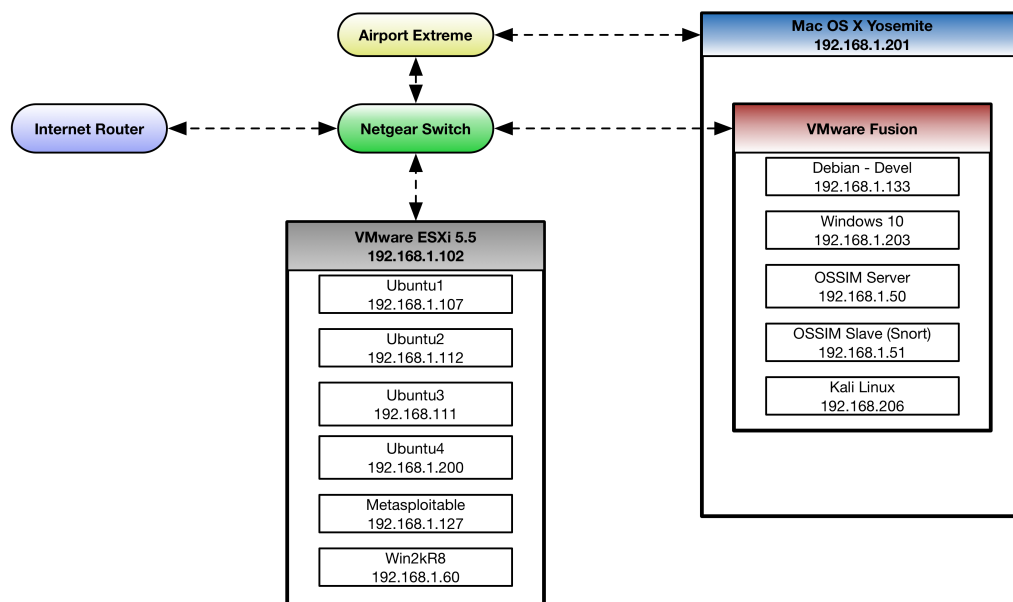 Airport Extreme
Mac OS X Yosemite
192.168.1.201
Internet Router
Netgear Switch
VMware Fusion
Debian - Devel
192.168.1.133
Windows 10
192.168.1.203
OSSIM Server
192.168.1.50
OSSIM Slave (Snort)
192.168.1.51
Kali Linux
192.168.206
VMware ESXi 5.5
192.168.1.102
Ubuntu1
192.168.1.107
Ubuntu2
192.168.1.112
Ubuntu3
192.168.111
Ubuntu4
192.168.1.200
Metasploitable
192.168.1.127
Win2kR8
192.168.1.60